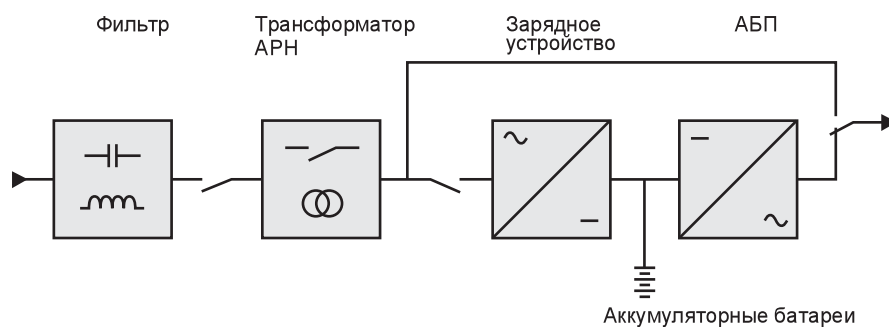 Фильтр
Трансформатор
АРН
Зарядное
устройство
АБП
Аккумуляторные батареи